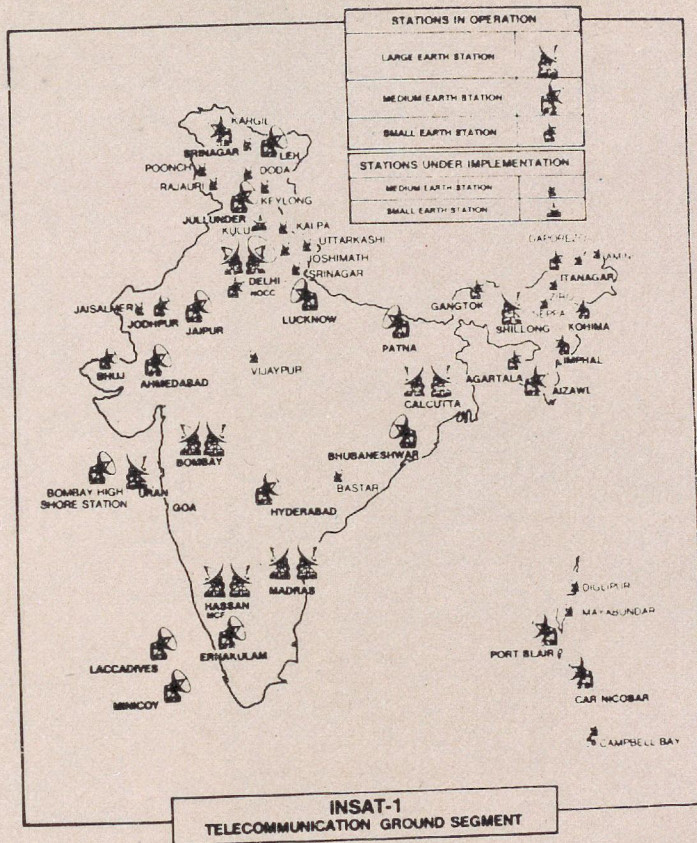 STATIONS IN OPERATION
LARGE EARTH STATION
MEDIUM EARTH STATION
SMALL EARTH STATION
STATIONS UNDER IMPLEMENTATION
MEDIUM EARTH STATION
SMALL EARTH STATION
KARGIL
SRINAGAR
LEH
POONCH
DODA
RAJAURI
KEYLONG
JULLUNDER
KULU
KALPA
UTTARKASHI
JOSHIMATH
SRINAGAR
DELHI
NOCC
DAPOREZO
ITANAGAR
ZIRO
SEPPA
GANGTOK
SHILLONG
KOHIMA
JAISALMER
JODHPUR
JAIPUR
LUCKNOW
PATNA
IMPHAL
BHUJ
AHMEDABAD
VIJAYPUR
AGARTALA
AIZAWL
CALCUTTA
BOMBAY
BHUBANESHWAR
BOMBAY HIGH
SHORE STATION
URAN
GOA
HYDERABAD
BASTAR
HASSAN
MCF
MADRAS
DIGLIPUR
MAYABUNDAR
LACCADIVES
ERNAKULAM
PORT BLAIR
MINICOY
CAR NICOBAR
CAMPBELL BAY
INSAT-1
TELECOMMUNICATION GROUND SEGMENT